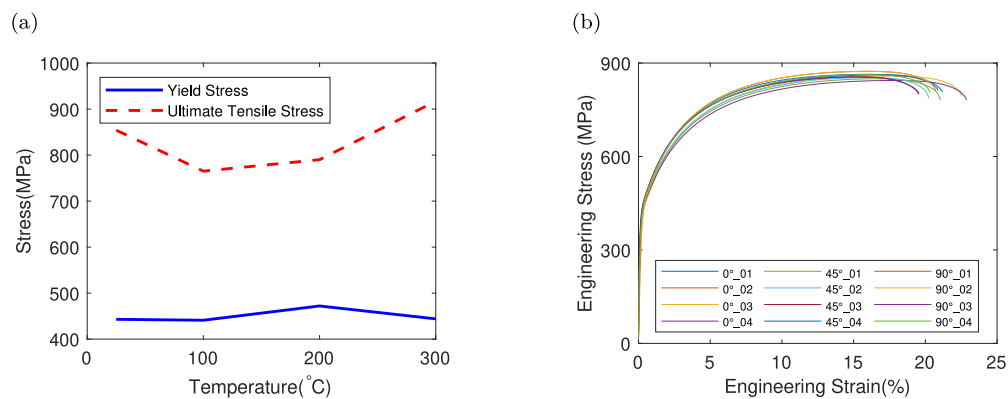 (a)
1000
900
800
700
600
500
400
0
100
200
300
Stress(MPa)
Temperature(°C)
Yield Stress
Ultimate Tensile Stress
(b)
900
600
300
0
0
5
10
15
20
25
Engineering Stress (MPa)
Engineering Strain(%)
0°_01 45°_01 90°_01
0°_02 45°_02 90°_02
0°_03 45°_03 90°_03
0°_04 45°_04 90°_04